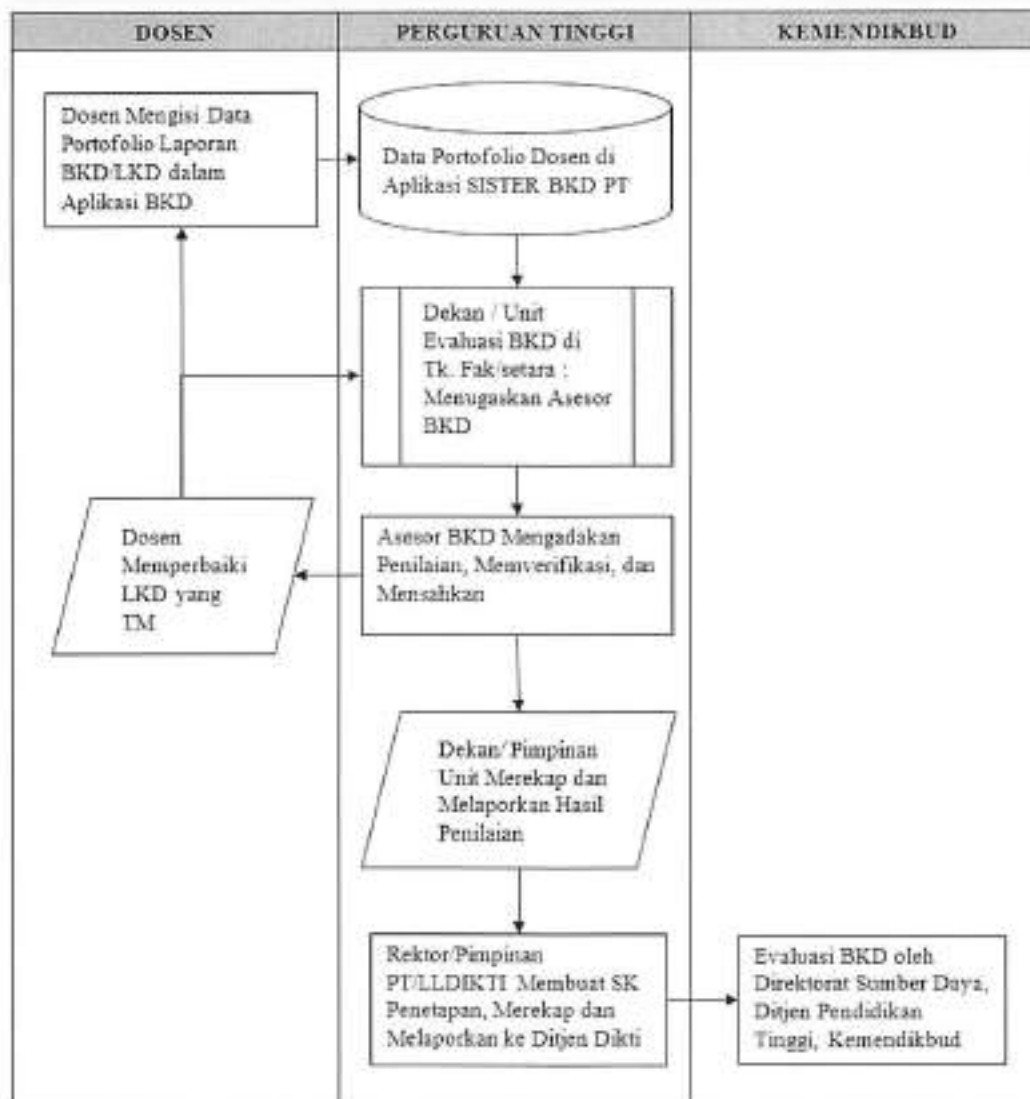 DOSEN
PERGURUAN TINGGI
KEMENDIKBUD
Dosen Mengisi Data
Portofolio Laporan
BKD/LKD dalam
Aplikasi BKD
Data Portofolio Dosen di
Aplikasi SISTER BKD PT
Dekan / Unit
Evaluasi BKD di
Tk. Fak/setara :
Menugaskan Asesor
BKD
Dosen
Memperbaiki
LKD yang
TM
Asesor BKD Mengadakan
Penilaian, Memverifikasi, dan
Mensahkan
Dekan/ Pimpinan
Unit Merekap dan
Melaporkan Hasil
Penilaian
Rektor/Pimpinan
PT/LLDIKTI Membuat SK
Penetapan, Merekap dan
Melaporkan ke Ditjen Dikti
Evaluasi BKD oleh
Direktorat Sumber Daya,
Ditjen Pendidikan
Tinggi, Kemendikbud